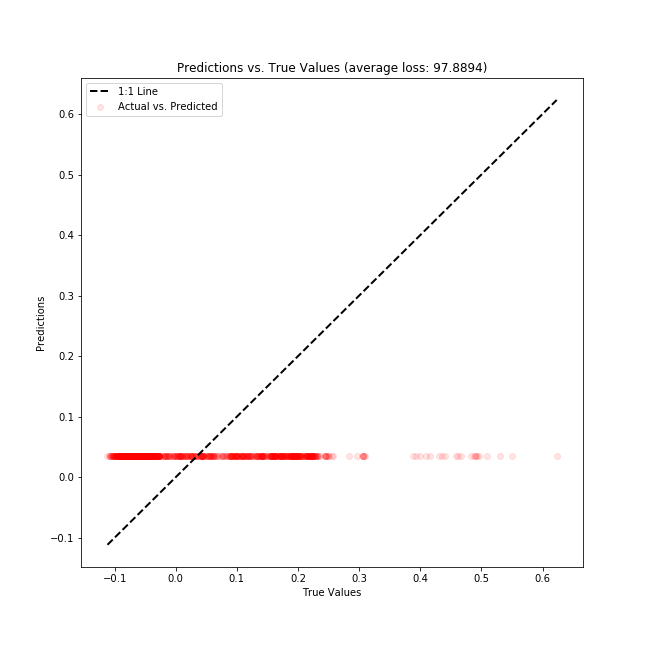 Predictions vs. True Values (average loss: 97.8894)
1:1 Line
Actual vs. Predicted
0.6
0.5
0.4
0.3
0.2
0.1
0.0
−0.1
Predictions
−0.1 0.0 0.1 0.2 0.3 0.4 0.5 0.6
True Values